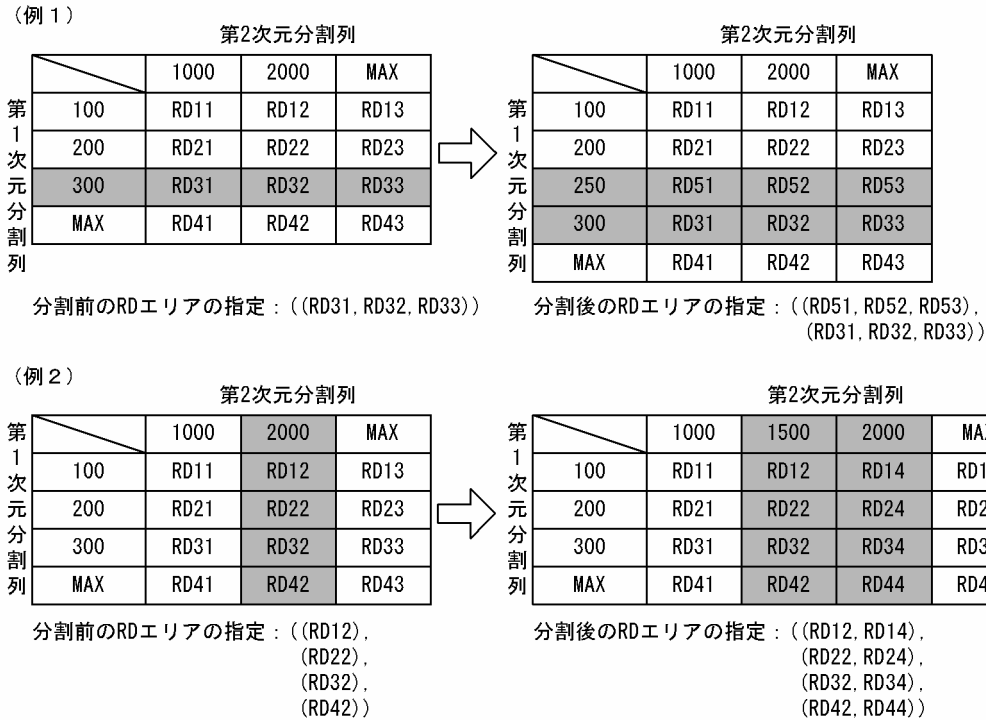 (例１)
第2次元分割列
1000 2000 MAX
100 RD11 RD12 RD13
200 RD21 RD22 RD23
300 RD31 RD32 RD33
MAX RD41 RD42 RD43
第1次元分割列
分割前のRDエリアの指定：((RD31,RD32,RD33))
第2次元分割列
1000 2000 MAX
100 RD11 RD12 RD13
200 RD21 RD22 RD23
250 RD51 RD52 RD53
300 RD31 RD32 RD33
MAX RD41 RD42 RD43
第1次元分割列
分割後のRDエリアの指定：((RD51,RD52,RD53),
(RD31,RD32,RD33))
(例２)
第2次元分割列
1000 2000 MAX
100 RD11 RD12 RD13
200 RD21 RD22 RD23
300 RD31 RD32 RD33
MAX RD41 RD42 RD43
第1次元分割列
分割前のRDエリアの指定：((RD12),
(RD22),
(RD32),
(RD42))
第2次元分割列
1000 1500 2000
100 RD11 RD12 RD14
200 RD21 RD22 RD24
300 RD31 RD32 RD34
MAX RD41 RD42 RD44
第1次元分割列
分割後のRDエリアの指定：((RD12,RD14),
(RD22,RD24),
(RD32,RD34),
(RD42,RD44))